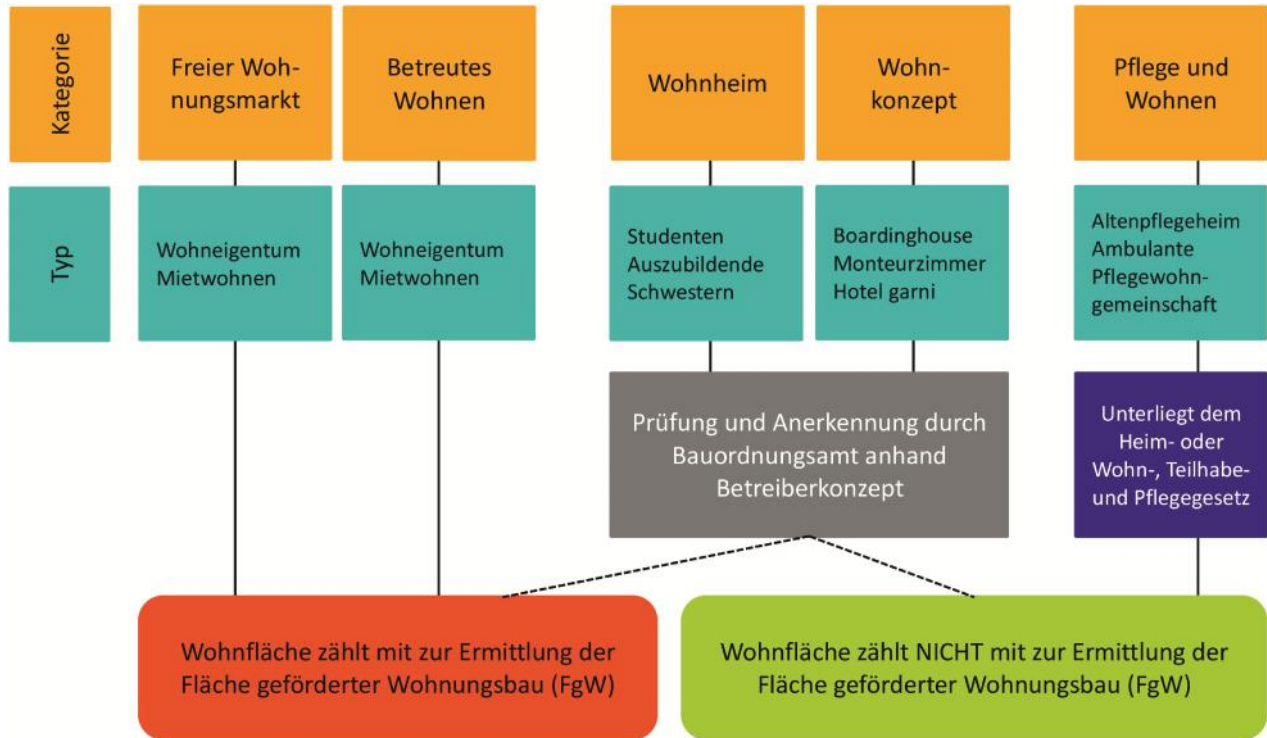 Kategorie
Freier Woh-
nungsmarkt
Betreutes
Wohnen
Wohnheim
Wohn-
konzept
Pflege und
Wohnen
Typ
Wohneigentum
Mietwohnen
Wohneigentum
Mietwohnen
Studenten
Auszubildende
Schwestern
Boardinghouse
Monteurzimmer
Hotel garni
Altenpflegeheim
Ambulante
Pflegewohn-
gemeinschaft
Prüfung und Anerkennung durch
Bauordnungsamt anhand
Betreiberkonzept
Unterliegt dem
Heim- oder
Wohn-, Teilhabe-
und Pflegegesetz
Wohnfläche zählt mit zur Ermittlung der
Fläche geförderter Wohnungsbau (FgW)
Wohnfläche zählt NICHT mit zur Ermittlung der
Fläche geförderter Wohnungsbau (FgW)